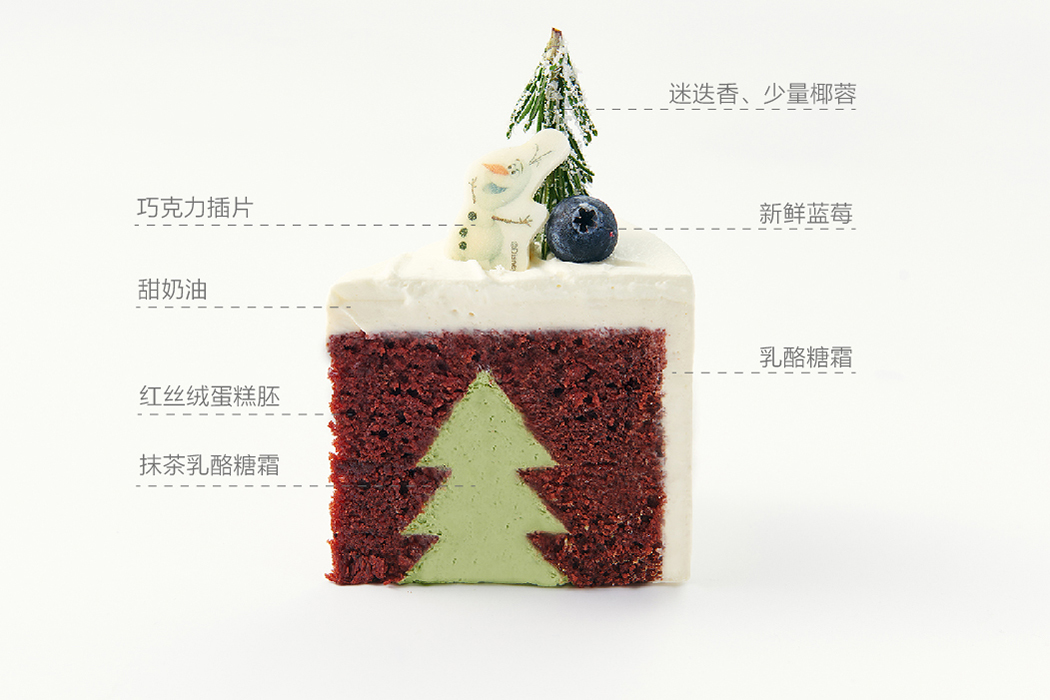 迷迭香、少量椰蓉
巧克力插片
新鲜蓝莓
甜奶油
乳酪糖霜
红丝绒蛋糕胚
抹茶乳酪糖霜